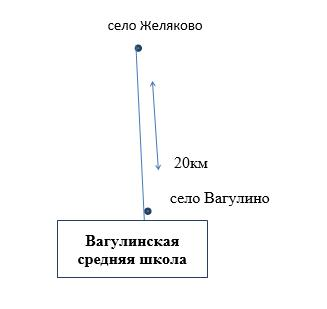 село Желяково
20км
село Вагулино
Вагулинская
средняя школа